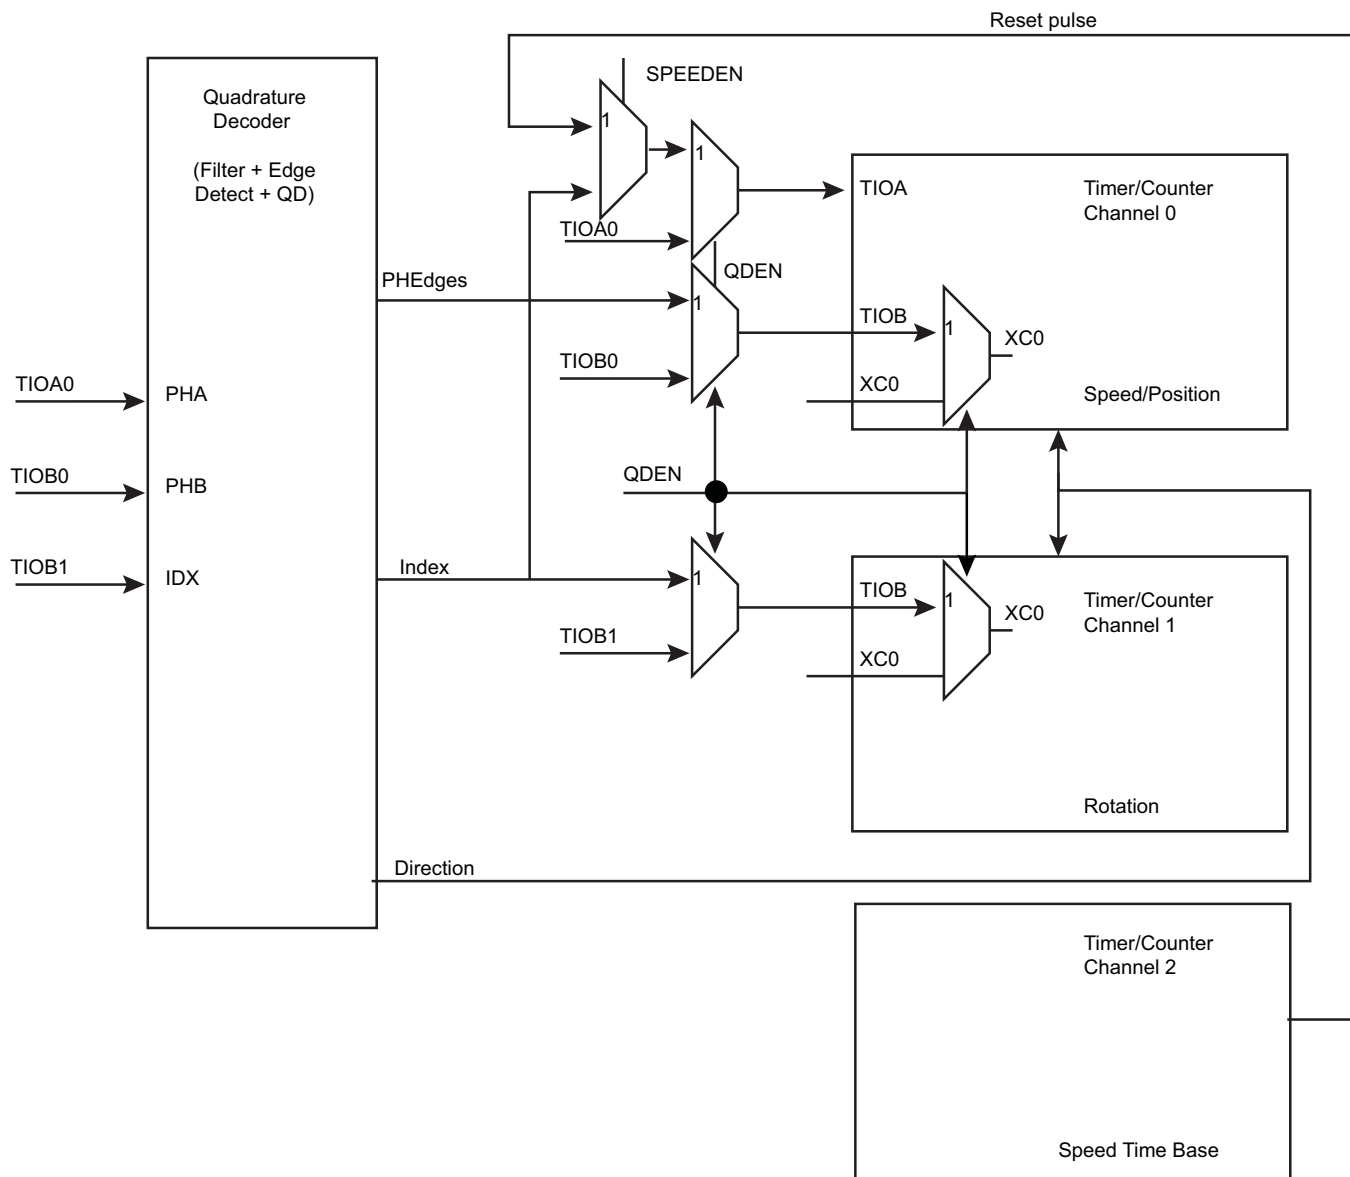 Reset pulse
SPEEDEN
Quadrature
Decoder
(Filter + Edge
Detect + QD)
1
1
TIOA
Timer/Counter
Channel 0
TIOA0
QDEN
PHEdges
1
TIOB
1
XC0
TIOB0
XC0
Speed/Position
TIOA0
PHA
TIOB0
PHB
QDEN
TIOB1
IDX
Index
1
TIOB
1
XC0
Timer/Counter
Channel 1
TIOB1
XC0
Rotation
Direction
Timer/Counter
Channel 2
Speed Time Base